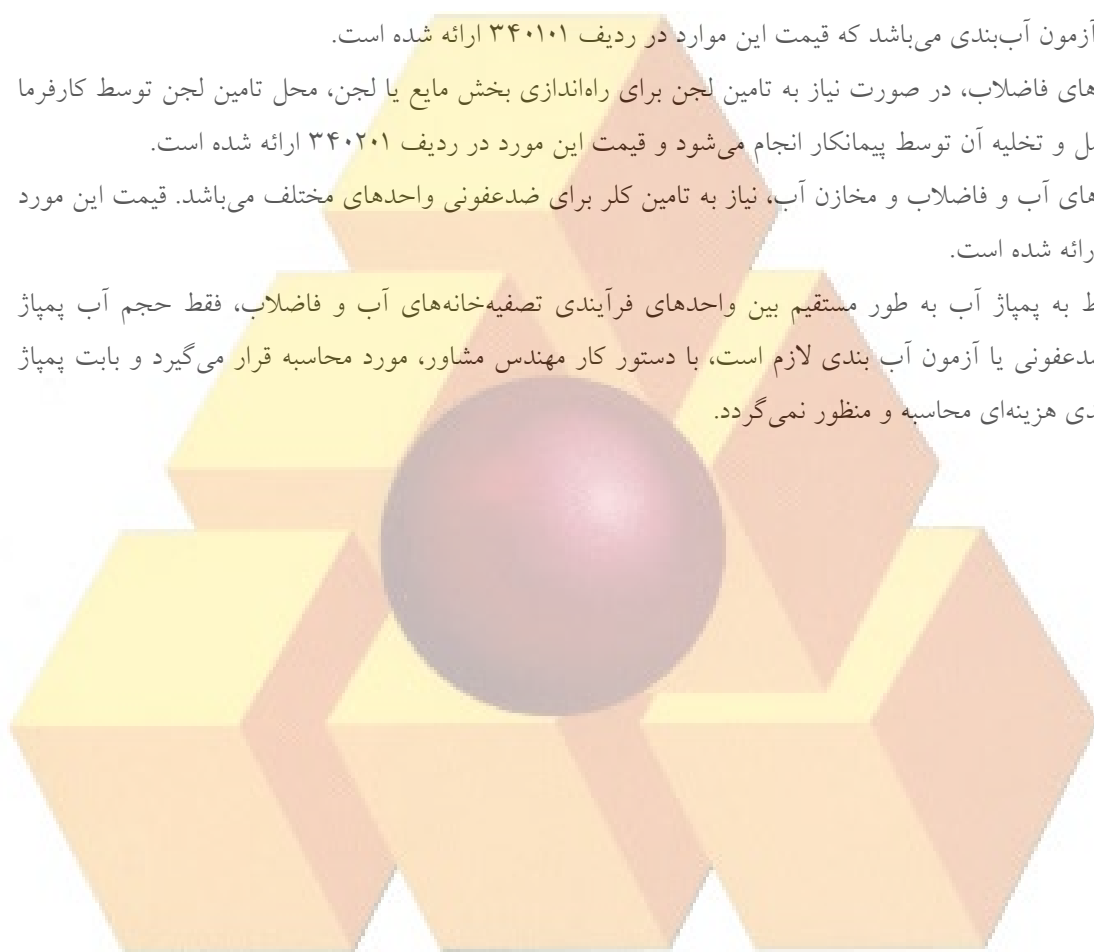 آزمون آب‌بندی می‌باشد که قیمت این موارد در ردیف ۳۴۰۱۰۱ ارائه شده است.
های فاضلاب، در صورت نیاز به تامین لجن برای راه‌اندازی بخش مایع یا لجن، محل تامین لجن توسط کارفرما
و تخلیه آن توسط پیمانکار انجام می‌شود و قیمت این مورد در ردیف ۳۴۰۲۰۱ ارائه شده است.
های آب و فاضلاب و مخازن آب، نیاز به تامین کلر برای ضدعفونی واحدهای مختلف می‌باشد. قیمت این مورد
رائه شده است.
به پمپاژ آب به طور مستقیم بین واحدهای فرآیندی تصفیه‌خانه‌های آب و فاضلاب، فقط حجم آب پمپاژ
دعفونی یا آزمون آب بندی لازم است، با دستور کار مهندس مشاور، مورد محاسبه قرار می‌گیرد و بابت پمپاژ
دی هزینه‌ای محاسبه و منظور نمی‌گردد.